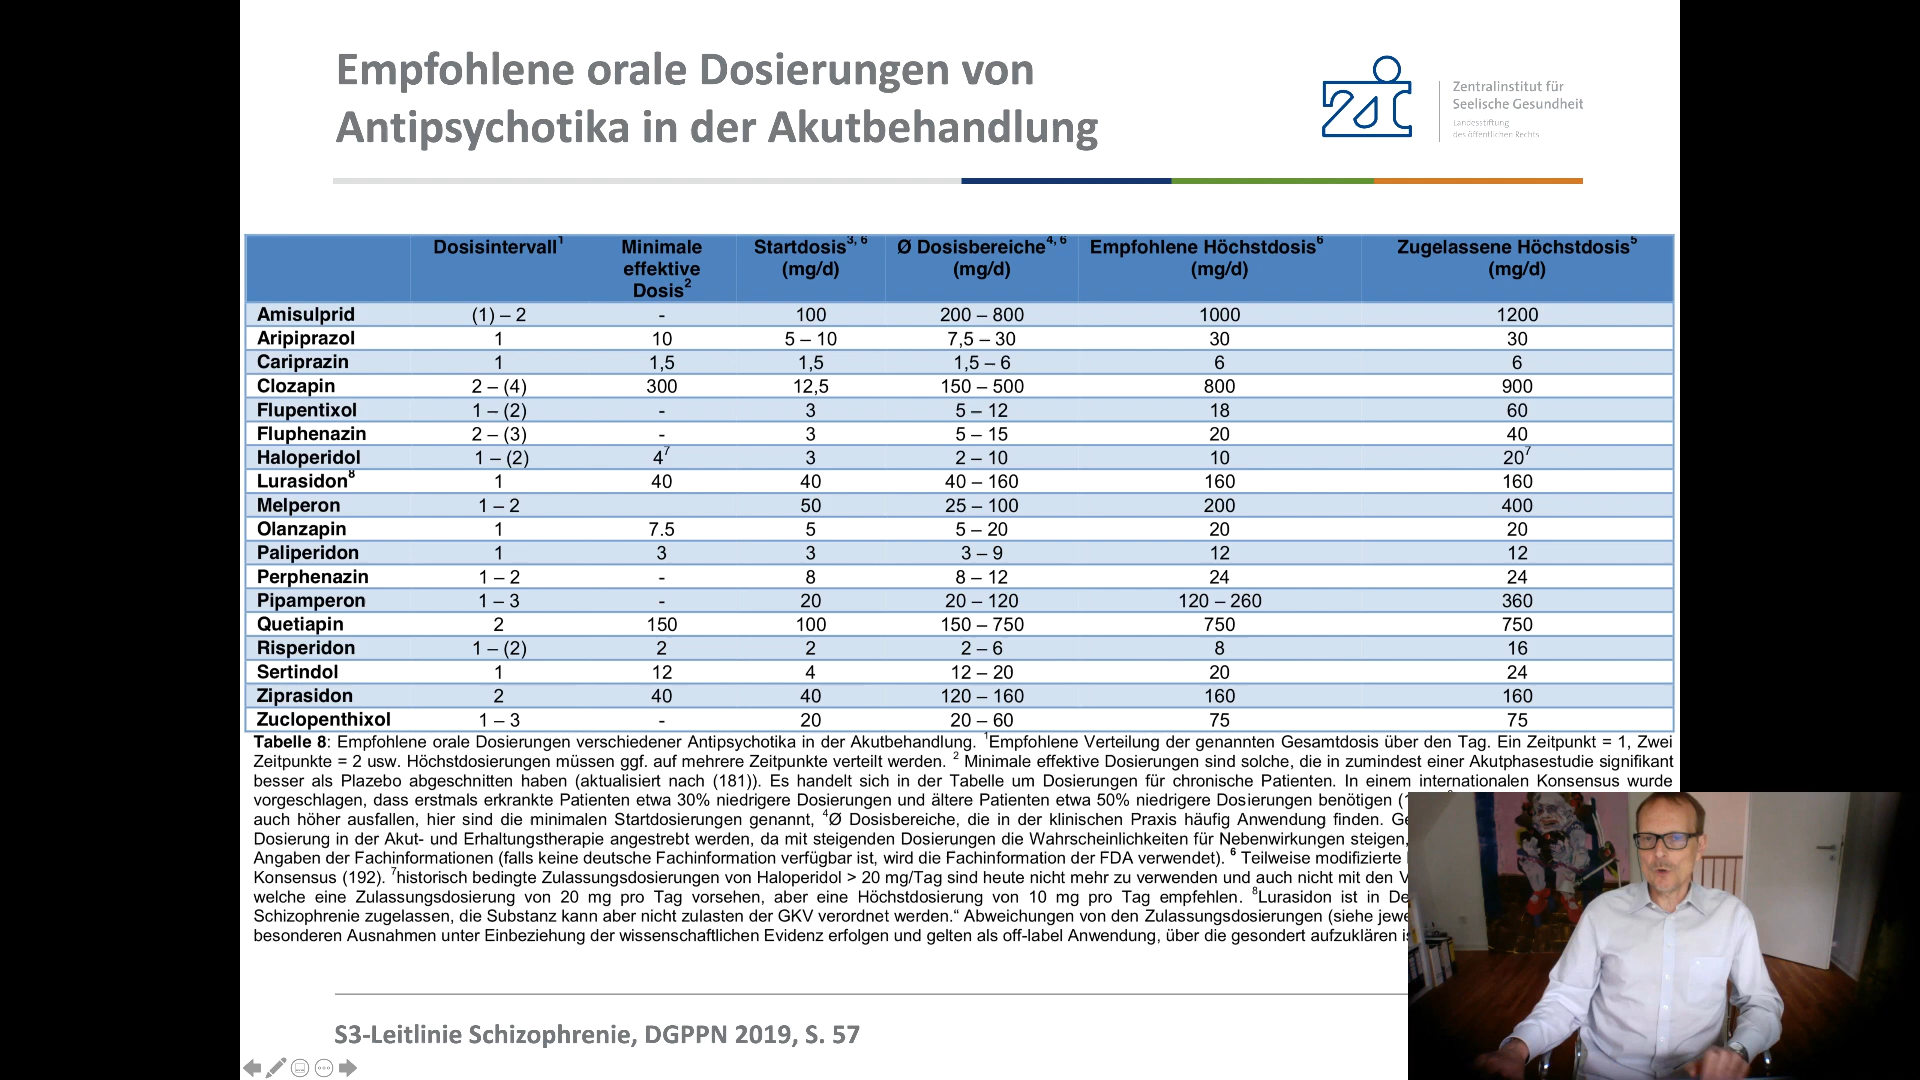 Empfohlene orale Dosierungen von
Antipsychotika in der Akutbehandlung
Zentralinstitut für
Seelische Gesundheit
Landesstiftung
des öffentlichen Rechts
Dosisintervall¹ Minimale effektive Dosis² Startdosis³,⁶ (mg/d) Ø Dosisbereiche⁴,⁶ (mg/d) Empfohlene Höchstdosis⁶ (mg/d) Zugelassene Höchstdosis⁵ (mg/d)
Amisulprid (1) – 2 - 100 200 – 800 1000 1200
Aripiprazol 1 10 5 – 10 7,5 – 30 30 30
Cariprazin 1 1,5 1,5 1,5 – 6 6 6
Clozapin 2 – (4) 300 12,5 150 – 500 800 900
Flupentixol 1 – (2) - 3 5 – 12 18 60
Fluphenazin 2 – (3) - 3 5 – 15 20 40
Haloperidol 1 – (2) 4⁷ 3 2 – 10 10 20⁷
Lurasidon⁸ 1 40 40 40 – 160 160 160
Melperon 1 – 2 50 25 – 100 200 400
Olanzapin 1 7.5 5 5 – 20 20 20
Paliperidon 1 3 3 3 – 9 12 12
Perphenazin 1 – 2 - 8 8 – 12 24 24
Pipamperon 1 – 3 - 20 20 – 120 120 – 260 360
Quetiapin 2 150 100 150 – 750 750 750
Risperidon 1 – (2) 2 2 2 – 6 8 16
Sertindol 1 12 4 12 – 20 20 24
Ziprasidon 2 40 40 120 – 160 160 160
Zuclopenthixol 1 – 3 - 20 20 – 60 75 75
Tabelle 8: Empfohlene orale Dosierungen verschiedener Antipsychotika in der Akutbehandlung. ¹Empfohlene Verteilung der genannten Gesamtdosis über den Tag. Ein Zeitpunkt = 1, Zwei
Zeitpunkte = 2 usw. Höchstdosierungen müssen ggf. auf mehrere Zeitpunkte verteilt werden. ² Minimale effektive Dosierungen sind solche, die in zumindest einer Akutphasestudie signifikant
besser als Plazebo abgeschnitten haben (aktualisiert nach (181)). Es handelt sich in der Tabelle um Dosierungen für chronische Patienten. In einem internationalen Konsensus wurde
vorgeschlagen, dass erstmals erkrankte Patienten etwa 30% niedrigere Dosierungen und ältere Patienten etwa 50% niedrigere Dosierungen benötigen
auch höher ausfallen, hier sind die minimalen Startdosierungen genannt, ⁴Ø Dosisbereiche, die in der klinischen Praxis häufig Anwendung finden.
Dosierung in der Akut- und Erhaltungstherapie angestrebt werden, da mit steigenden Dosierungen die Wahrscheinlichkeiten für Nebenwirkungen steigen,
Angaben der Fachinformationen (falls keine deutsche Fachinformation verfügbar ist, wird die Fachinformation der FDA verwendet). ⁶ Teilweise modifizierte
Konsensus (192). ⁷historisch bedingte Zulassungsdosierungen von Haloperidol > 20 mg/Tag sind heute nicht mehr zu verwenden und auch nicht mit den
welche eine Zulassungsdosierung von 20 mg pro Tag vorsehen, aber eine Höchstdosierung von 10 mg pro Tag empfehlen. ⁸Lurasidon ist in
Schizophrenie zugelassen, die Substanz kann aber nicht zulasten der GKV verordnet werden.“ Abweichungen von den Zulassungsdosierungen (siehe
besonderen Ausnahmen unter Einbeziehung der wissenschaftlichen Evidenz erfolgen und gelten als off-label Anwendung, über die gesondert aufzuklären
S3-Leitlinie Schizophrenie, DGPPN 2019, S. 57